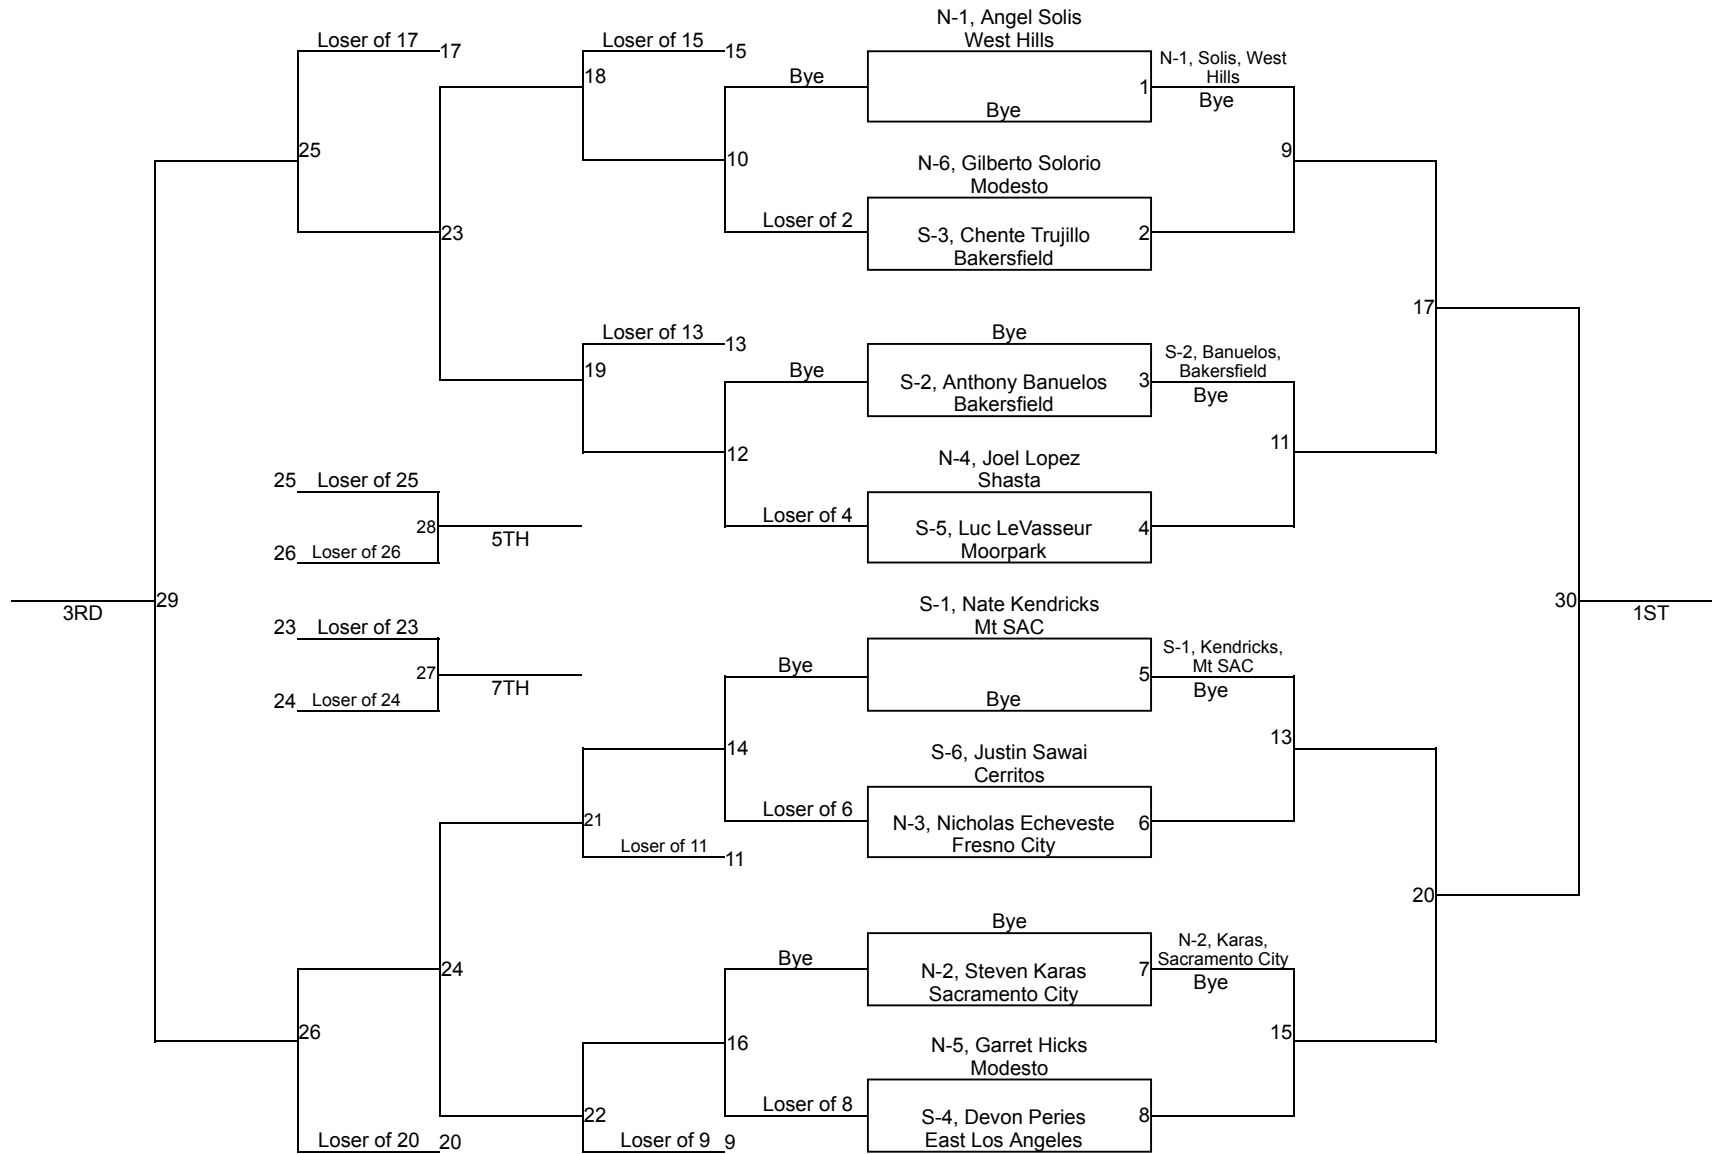 N-1, Angel Solis
West Hills
Loser of 17
17
Loser of 15
15
N-1, Solis, West
Hills
18
Bye
1
Bye
Bye
25
10
9
N-6, Gilberto Solorio
Modesto
Loser of 2
23
S-3, Chente Trujillo
Bakersfield
2
17
Loser of 13
13
Bye
S-2, Banuelos,
Bakersfield
19
Bye
S-2, Anthony Banuelos
Bakersfield
3
Bye
12
11
N-4, Joel Lopez
Shasta
25
Loser of 25
Loser of 4
28
5TH
S-5, Luc LeVasseur
Moorpark
4
26
Loser of 26
3RD
29
S-1, Nate Kendricks
Mt SAC
30
1ST
23
Loser of 23
S-1, Kendricks,
Mt SAC
27
7TH
Bye
5
Bye
24
Loser of 24
Bye
14
13
S-6, Justin Sawai
Cerritos
Loser of 6
21
N-3, Nicholas Echeveste
Fresno City
6
Loser of 11
11
20
Bye
N-2, Karas,
Sacramento City
24
Bye
N-2, Steven Karas
Sacramento City
7
Bye
26
16
15
N-5, Garret Hicks
Modesto
Loser of 8
22
S-4, Devon Peries
East Los Angeles
8
Loser of 20
20
Loser of 9
9